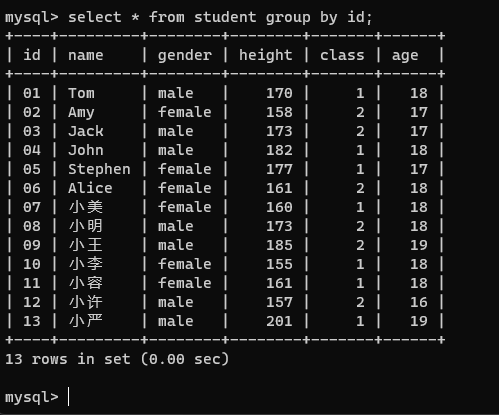 mysql> select * from student group by id;
+----+---------+--------+--------+-------+------+
| id | name    | gender | height | class | age  |
+----+---------+--------+--------+-------+------+
| 01 | Tom     | male   |    170 |     1 |   18 |
| 02 | Amy     | female |    158 |     2 |   17 |
| 03 | Jack    | male   |    173 |     2 |   17 |
| 04 | John    | male   |    182 |     1 |   18 |
| 05 | Stephen | female |    177 |     1 |   17 |
| 06 | Alice   | female |    161 |     2 |   18 |
| 07 | 小美    | female |    160 |     1 |   18 |
| 08 | 小明    | male   |    173 |     2 |   18 |
| 09 | 小王    | male   |    185 |     2 |   19 |
| 10 | 小李    | female |    155 |     1 |   18 |
| 11 | 小容    | female |    161 |     1 |   18 |
| 12 | 小许    | male   |    157 |     2 |   16 |
| 13 | 小严    | male   |    201 |     1 |   19 |
+----+---------+--------+--------+-------+------+
13 rows in set (0.00 sec)
mysql>